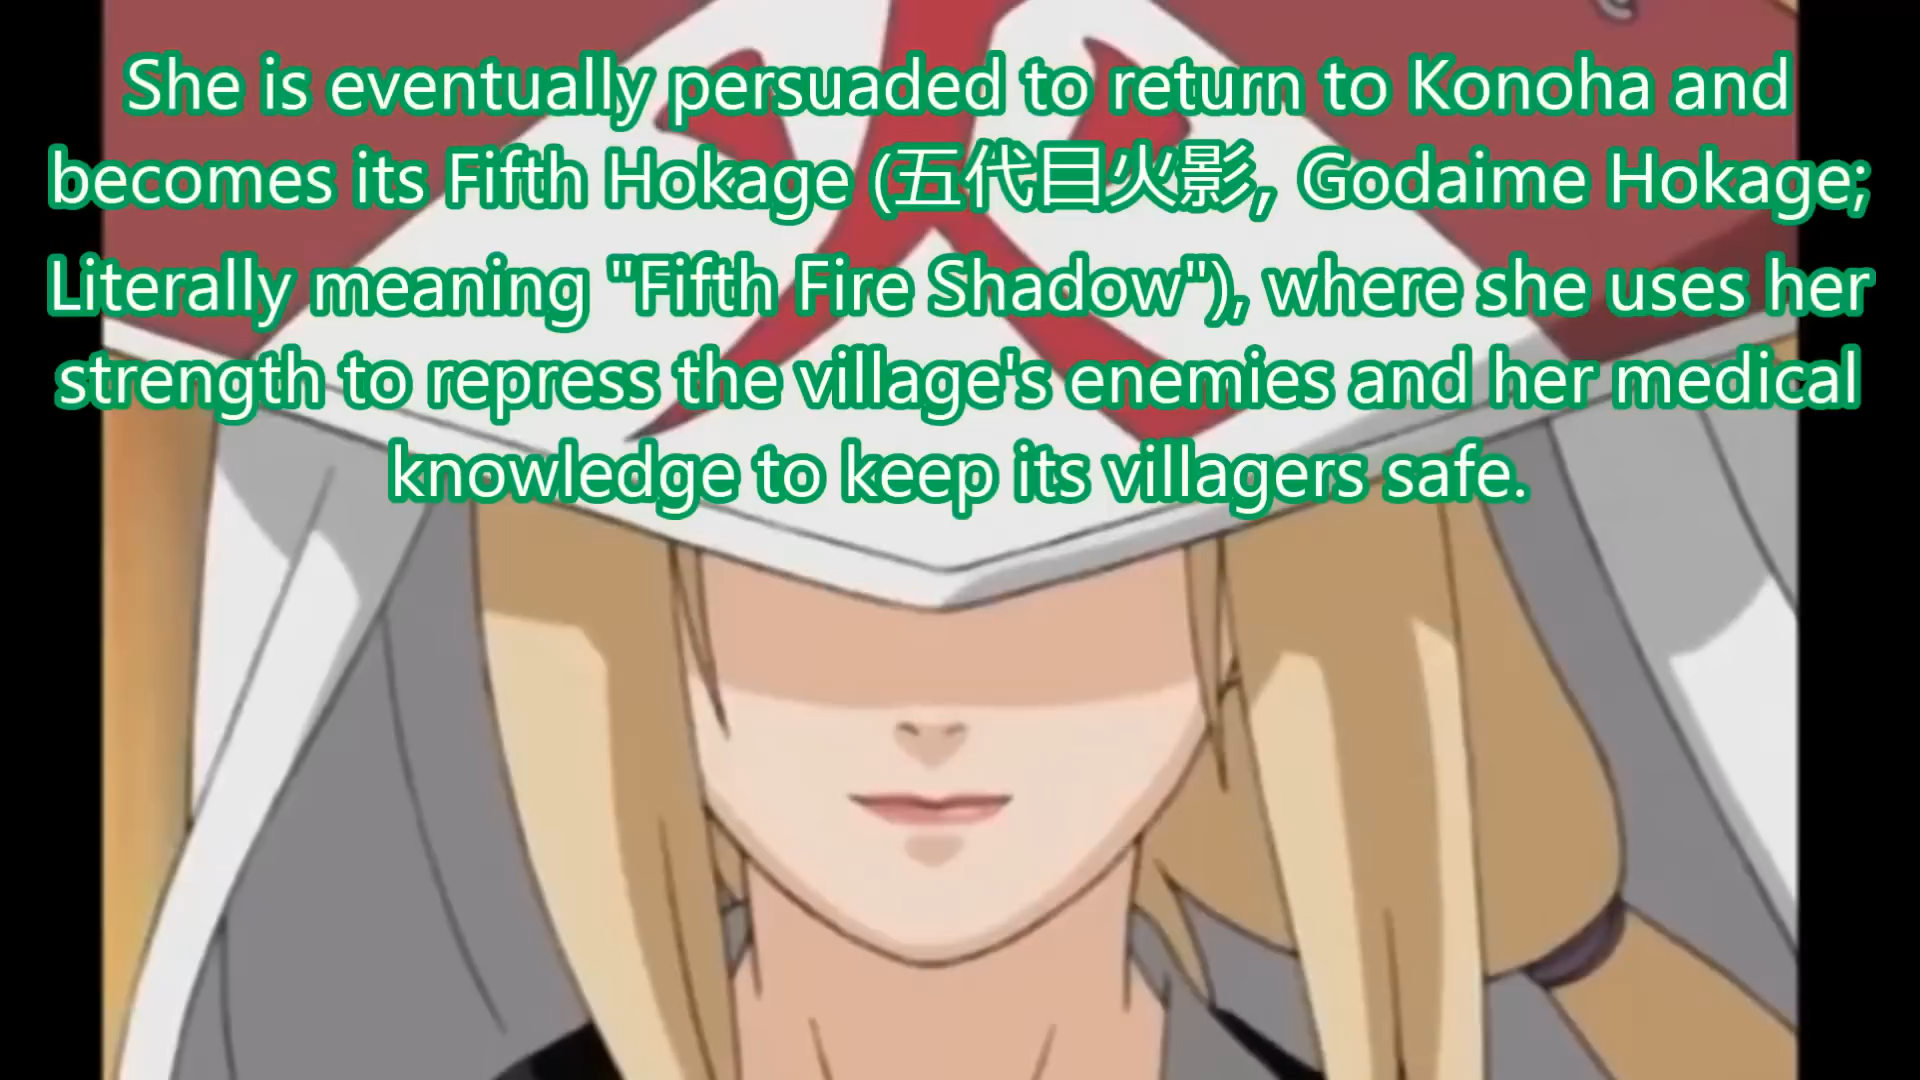 She is eventually persuaded to return to Konoha and
becomes its Fifth Hokage (五代目火影, Godaime Hokage;
Literally meaning "Fifth Fire Shadow"), where she uses her
strength to repress the village's enemies and her medical
knowledge to keep its villagers safe.
火